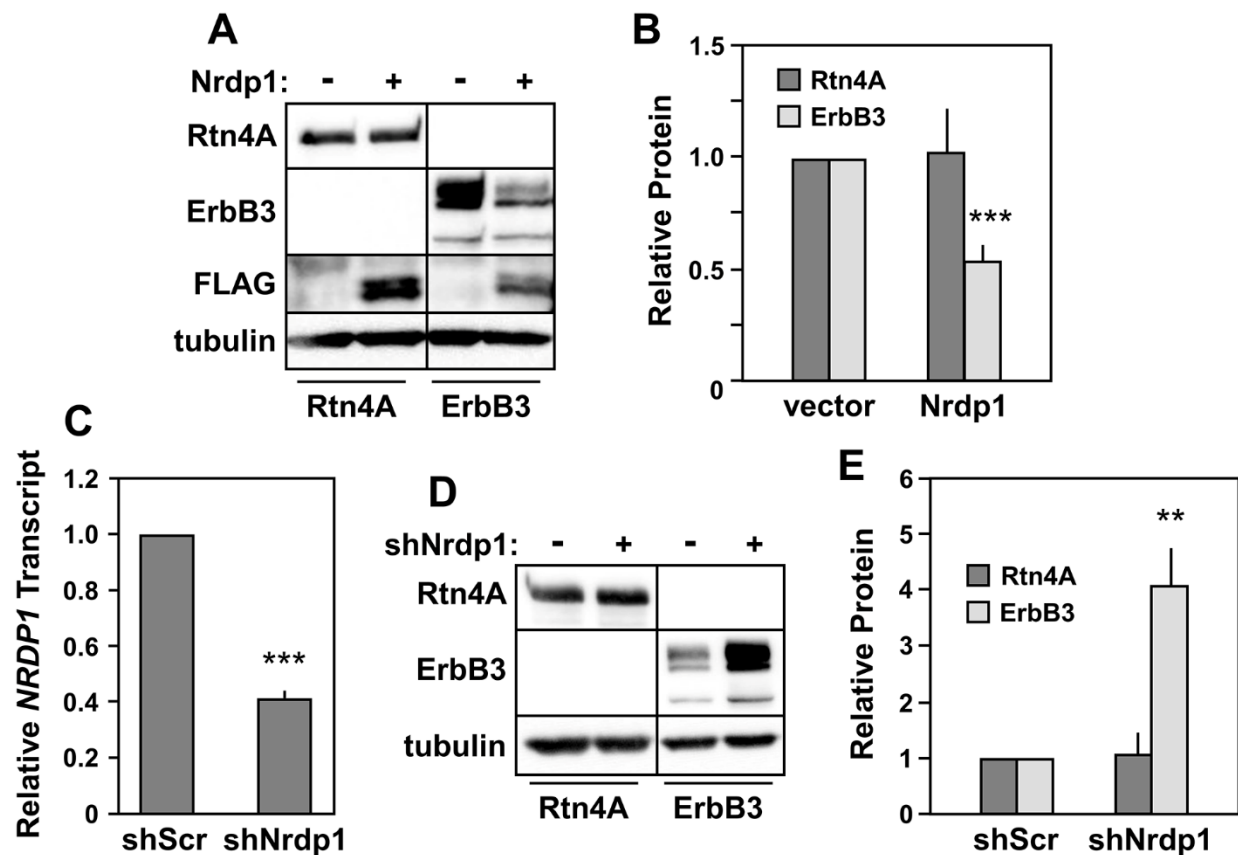 A
Nrdp1: - + - +
Rtn4A
ErbB3
FLAG
tubulin
Rtn4A ErbB3
B
Relative Protein
1.5
1.0
0.5
0
Rtn4A
ErbB3
***
vector Nrdp1
C
Relative NRDP1 Transcript
1.2
1.0
0.8
0.6
0.4
0.2
0
***
shScr shNrdp1
D
shNrdp1: - + - +
Rtn4A
ErbB3
tubulin
Rtn4A ErbB3
E
Relative Protein
6
5
4
2
1
0
Rtn4A
ErbB3
**
shScr shNrdp1